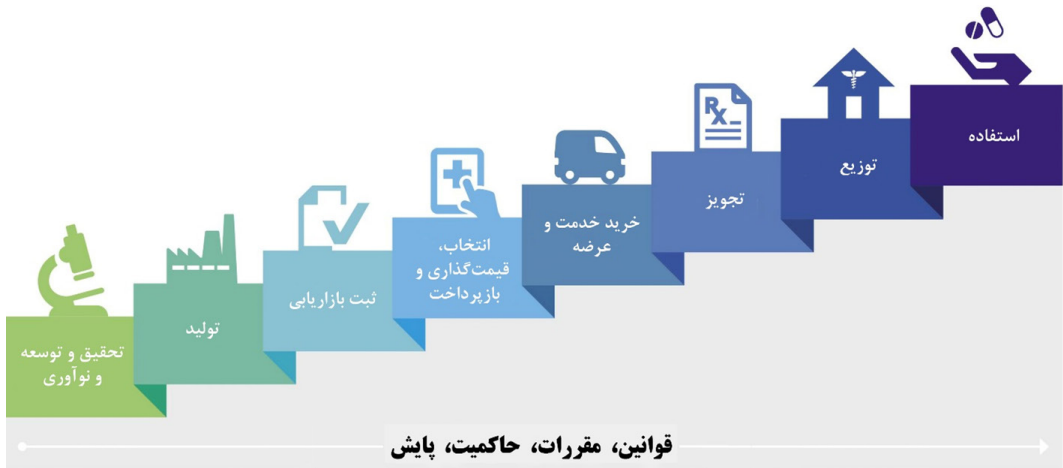 تحقیق و توسعه
و نوآوری
تولید
ثبت بازاریابی
انتخاب،
قیمت‌گذاری و
بازپرداخت
خرید خدمت و
عرضه
تجویز
توزیع
استفاده
قوانین، مقررات، حاکمیت، پایش